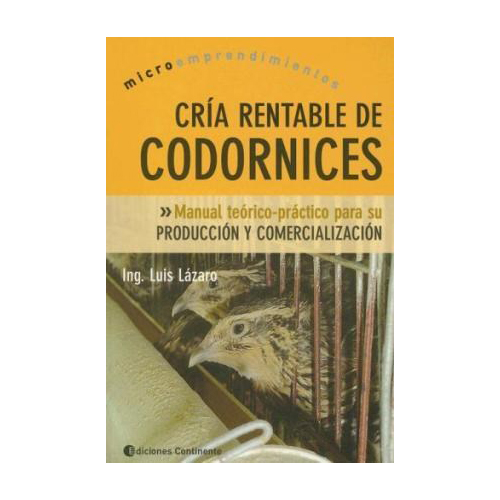 microemprendimientos
CRÍA RENTABLE DE
CODORNICES
» Manual teórico-práctico para su
PRODUCCIÓN Y COMERCIALIZACIÓN
Ing. Luis Lázaro
Ediciones Continente